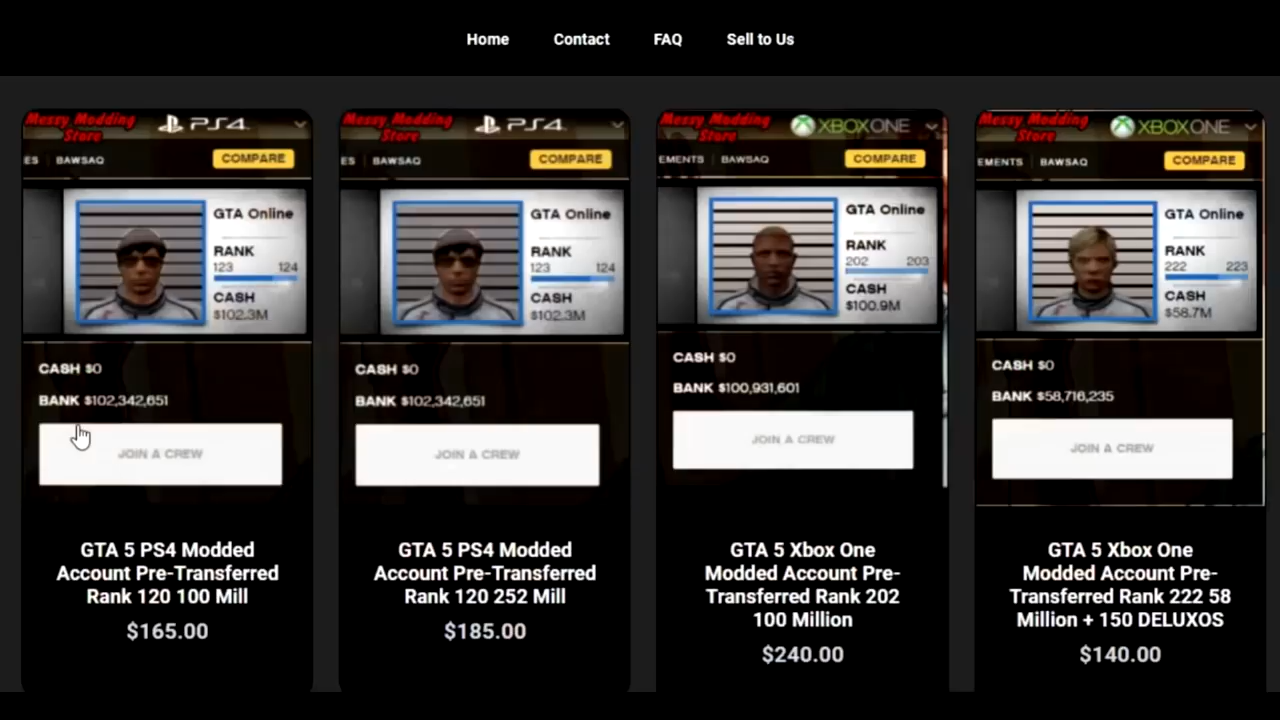 Home Contact FAQ Sell to Us
Messy Modding
Store
PS4
ES BAWSAQ COMPARE
GTA Online
RANK
123 124
CASH
$102.3M
CASH $0
BANK $102,342,651
JOIN A CREW
GTA 5 PS4 Modded
Account Pre-Transferred
Rank 120 100 Mill
$165.00
Messy Modding
Store
PS4
ES BAWSAQ COMPARE
GTA Online
RANK
123 124
CASH
$102.3M
CASH $0
BANK $102,342,651
JOIN A CREW
GTA 5 PS4 Modded
Account Pre-Transferred
Rank 120 252 Mill
$185.00
Messy Modding
Store
XBOX ONE
EMENTS BAWSAQ COMPARE
GTA Online
RANK
202 203
CASH
$100.9M
CASH $0
BANK $100,931,601
JOIN A CREW
GTA 5 Xbox One
Modded Account Pre-
Transferred Rank 202
100 Million
$240.00
Messy Modding
Store
XBOX ONE
EMENTS BAWSAQ COMPARE
GTA Online
RANK
222 223
CASH
$58.7M
CASH $0
BANK $58,716,235
JOIN A CREW
GTA 5 Xbox One
Modded Account Pre-
Transferred Rank 222 58
Million + 150 DELUXOS
$140.00